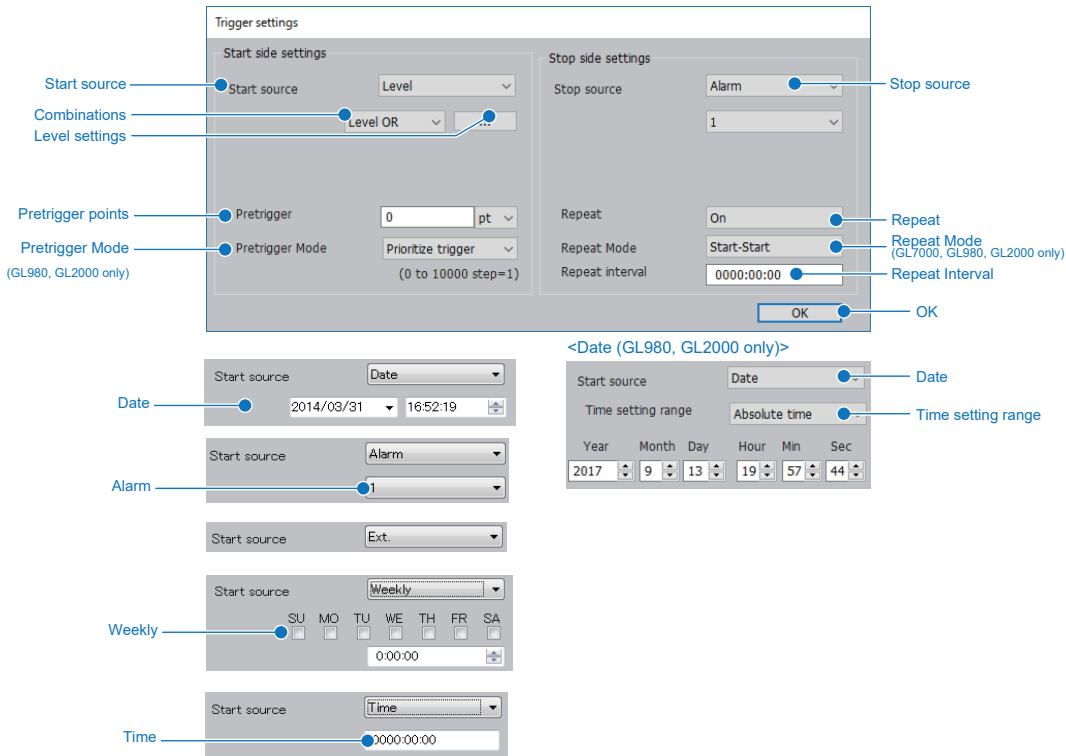 Trigger settings
Start side settings
Stop side settings
Start source
Start source
Level
Stop source
Alarm
Stop source
Combinations
Level OR
...
1
Level settings
Pretrigger points
Pretrigger
0
pt
Repeat
On
Repeat
Pretrigger Mode
Pretrigger Mode
Prioritize trigger
Repeat Mode
Start-Start
Repeat Mode
(GL7000, GL980, GL2000 only)
(GL980, GL2000 only)
(0 to 10000 step=1)
Repeat interval
0000:00:00
Repeat Interval
OK
OK
<Date (GL980, GL2000 only)>
Start source
Date
Date
2014/03/31
16:52:19
Start source
Date
Date
Time setting range
Absolute time
Time setting range
Year Month Day Hour Min Sec
2017 9 13 19 57 44
Start source
Alarm
Alarm
1
Start source
Ext.
Start source
Weekly
SU MO TU WE TH FR SA
Weekly
0:00:00
Start source
Time
Time
0000:00:00